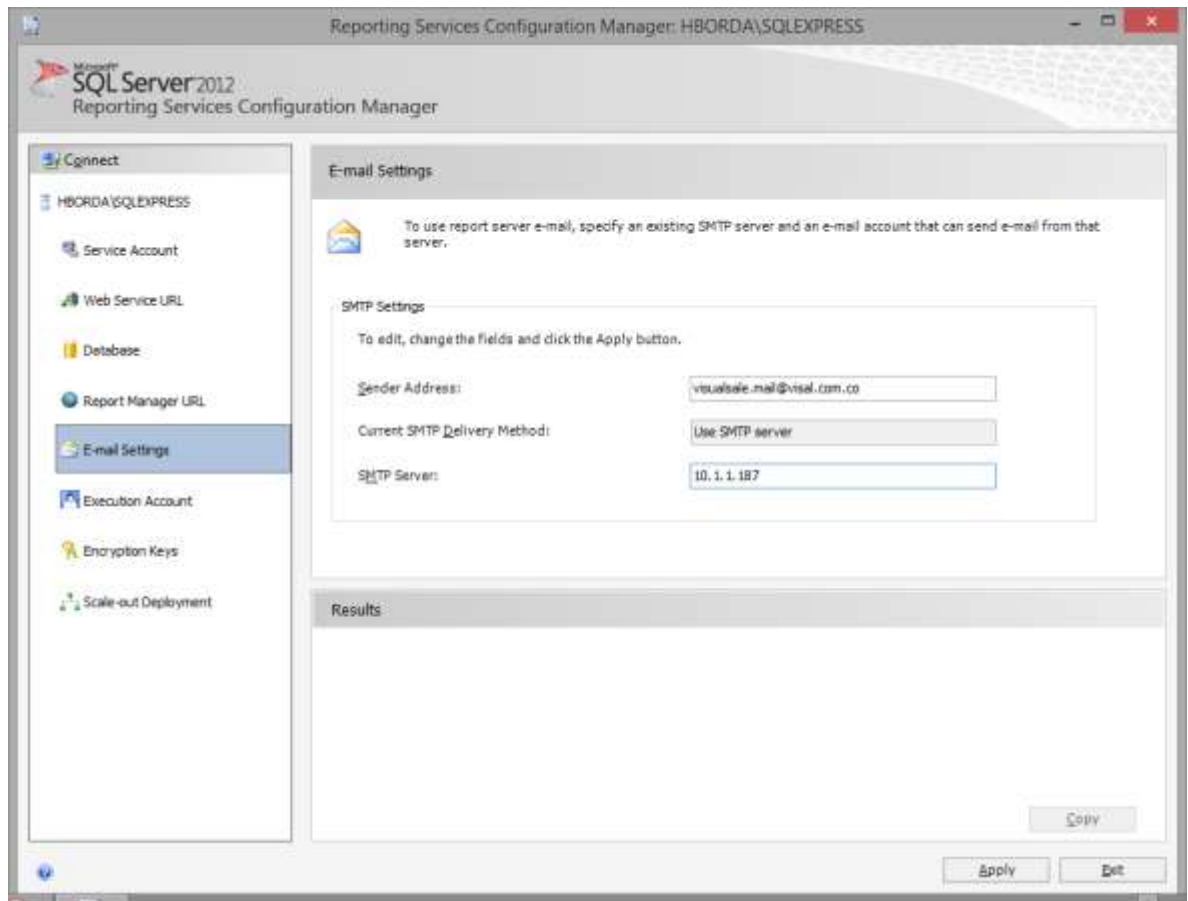 Reporting Services Configuration Manager: HBORDA\SQLEXPRESS
Microsoft
SQL Server 2012
Reporting Services Configuration Manager
Connect
HBORDA\SQLEXPRESS
Service Account
Web Service URL
Database
Report Manager URL
E-mail Settings
Execution Account
Encryption Keys
Scale-out Deployment
E-mail Settings
To use report server e-mail, specify an existing SMTP server and an e-mail account that can send e-mail from that
server.
SMTP Settings
To edit, change the fields and click the Apply button.
Sender Address:
visualsale.mail@visal.com.co
Current SMTP Delivery Method:
Use SMTP server
SMTP Server:
10.1.1.187
Results
Copy
Apply
Exit